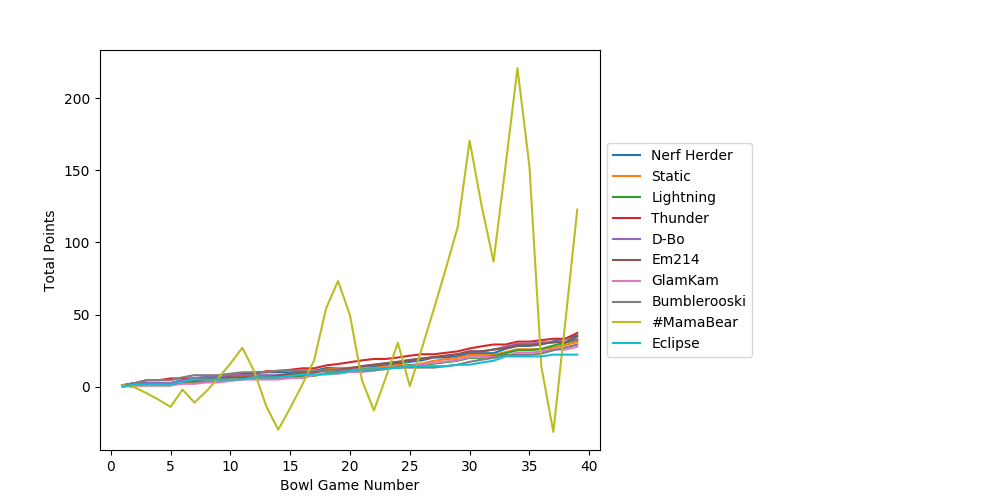 200
150
100
50
0
Total Points
0 5 10 15 20 25 30 35 40
Bowl Game Number
Nerf Herder
Static
Lightning
Thunder
D-Bo
Em214
GlamKam
Bumblerooski
#MamaBear
Eclipse